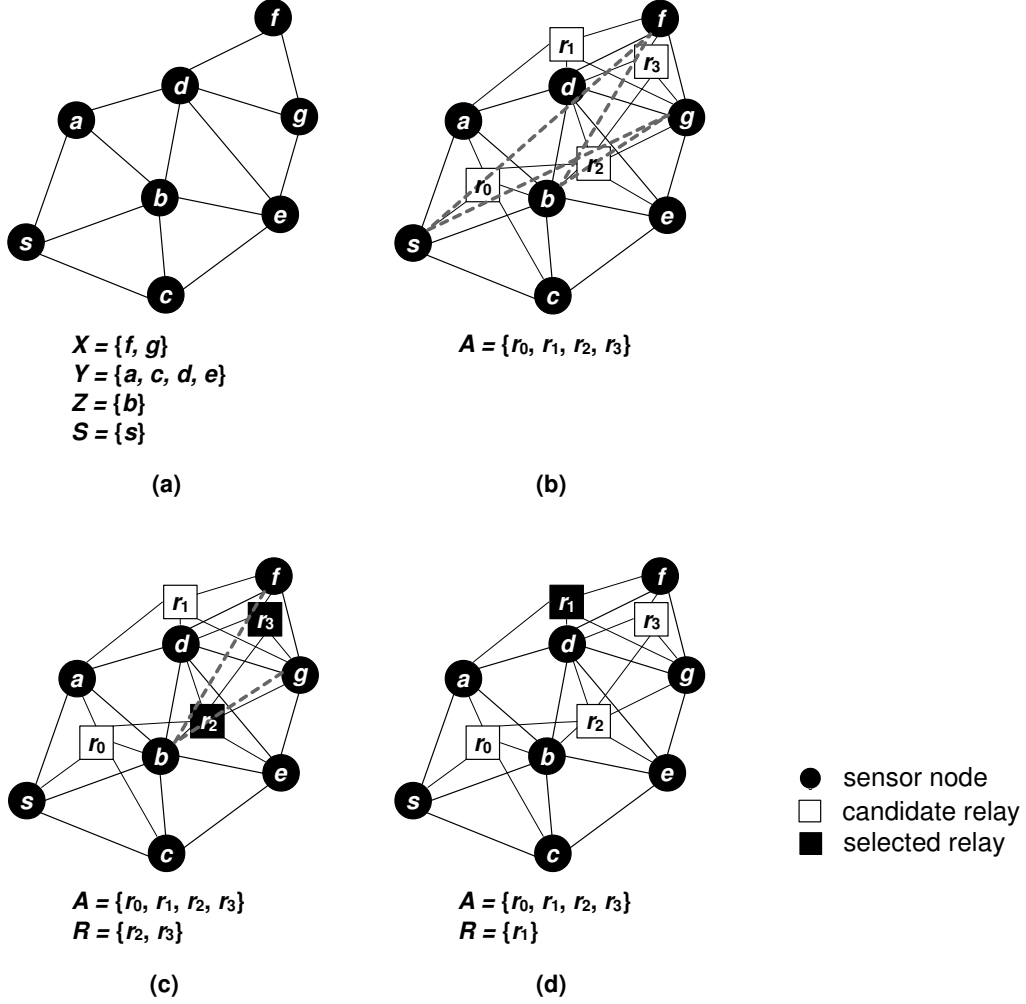 f
d
a
g
b
e
s
c
X = {f, g}
Y = {a, c, d, e}
Z = {b}
S = {s}
(a)
f
r1
r3
d
a
g
r2
r0
b
e
s
c
A = {r0, r1, r2, r3}
(b)
f
r1
r3
d
a
g
r2
r0
b
e
s
c
A = {r0, r1, r2, r3}
R = {r2, r3}
(c)
f
r1
r3
d
a
g
r2
r0
b
e
s
c
A = {r0, r1, r2, r3}
R = {r1}
(d)
sensor node
candidate relay
selected relay